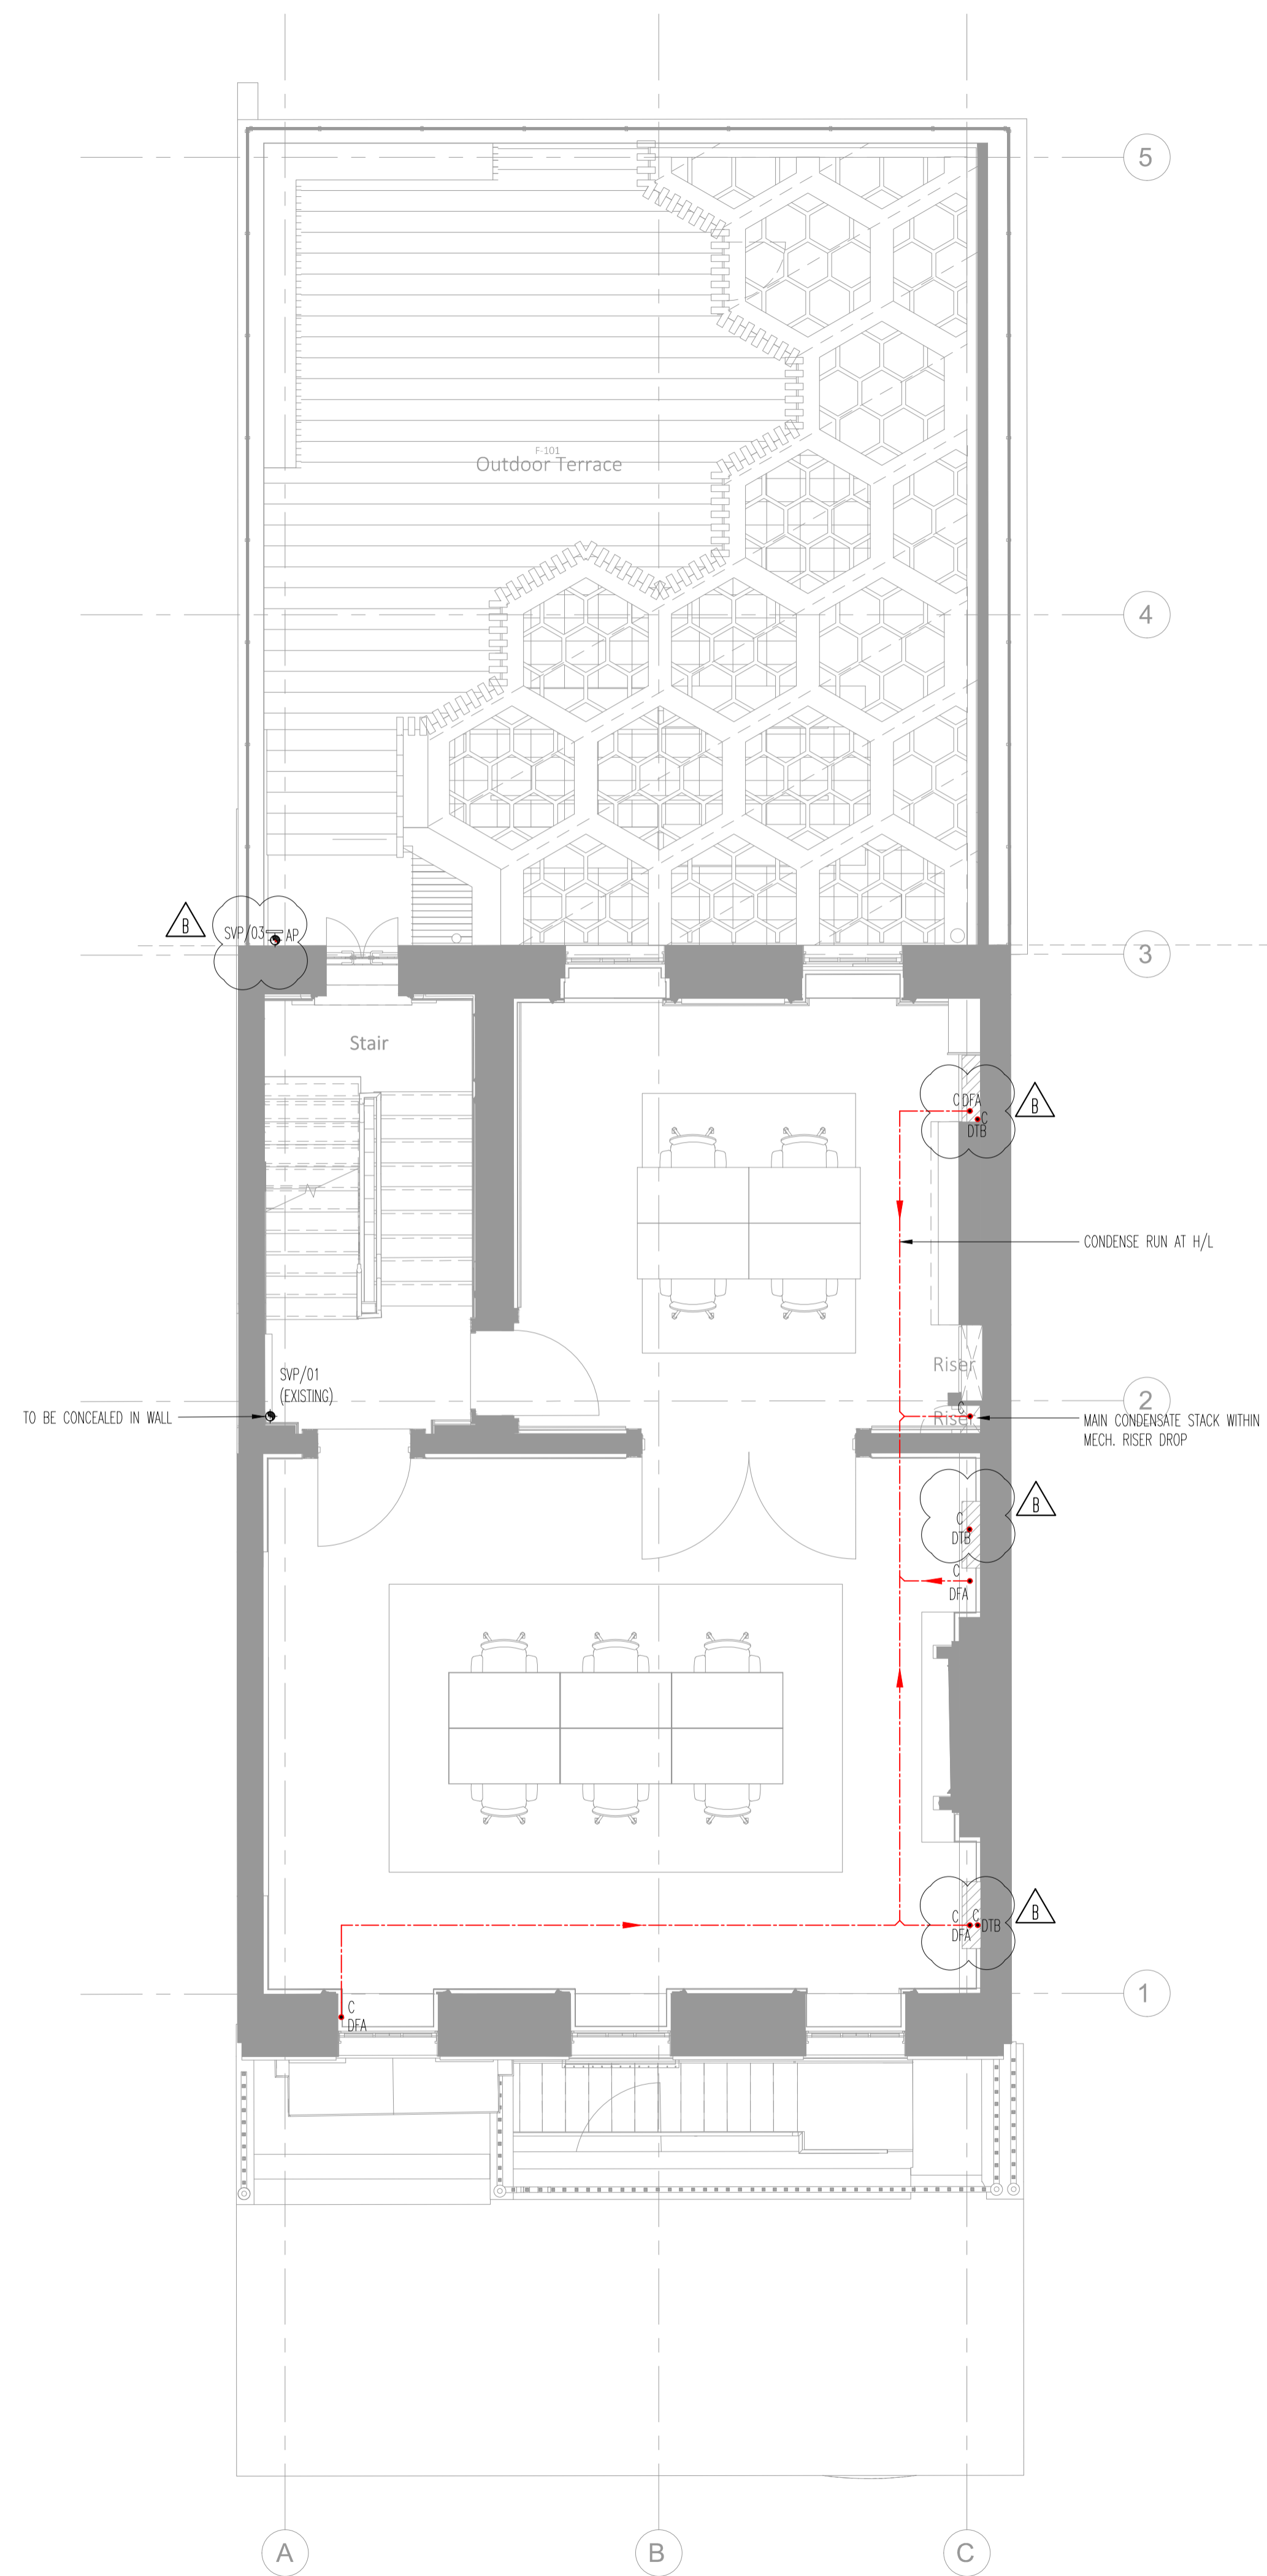 5
F-101
Outdoor Terrace
4
B
SVP/03
AP
3
Stair
C DFA
C
DTB
B
CONDENSE RUN AT H/L
Riser
SVP/01
(EXISTING)
2
TO BE CONCEALED IN WALL
C
Riser
MAIN CONDENSATE STACK WITHIN
MECH. RISER DROP
B
C
DTB
C
DFA
B
C C
DFA DTB
1
C
DFA
A
B
C